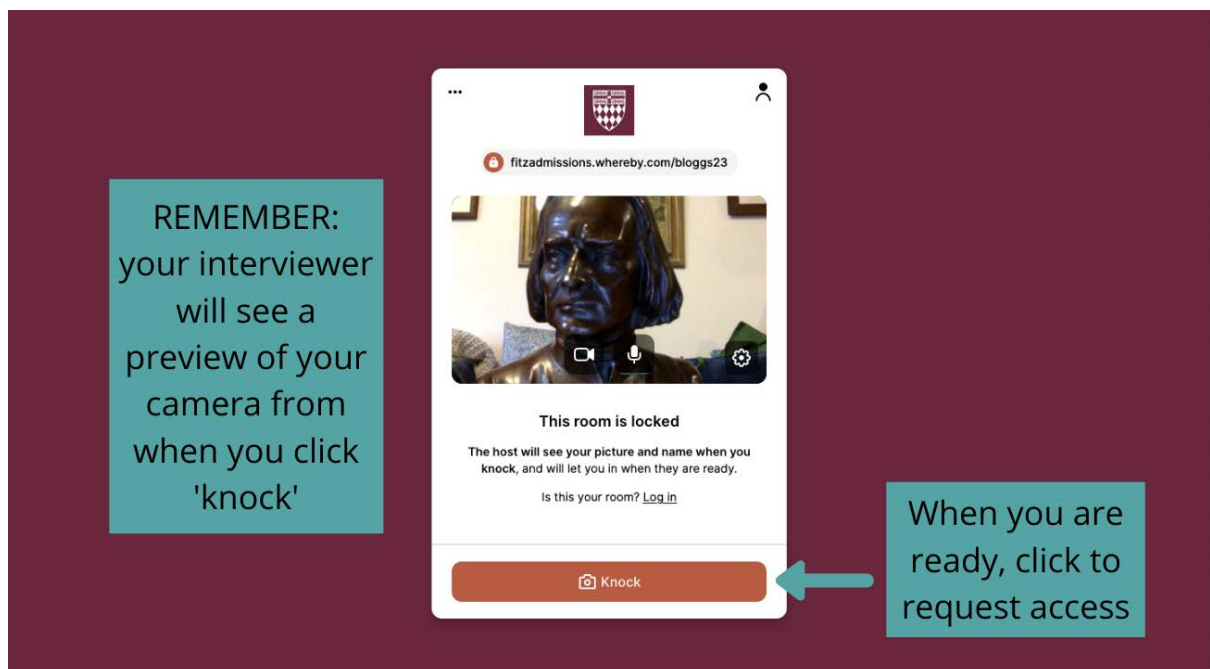 REMEMBER:
your interviewer
will see a
preview of your
camera from
when you click
'knock'
fitzadmissions.whereby.com/bloggs23
This room is locked
The host will see your picture and name when you
knock, and will let you in when they are ready.
Is this your room? Log in
Knock
When you are
ready, click to
request access